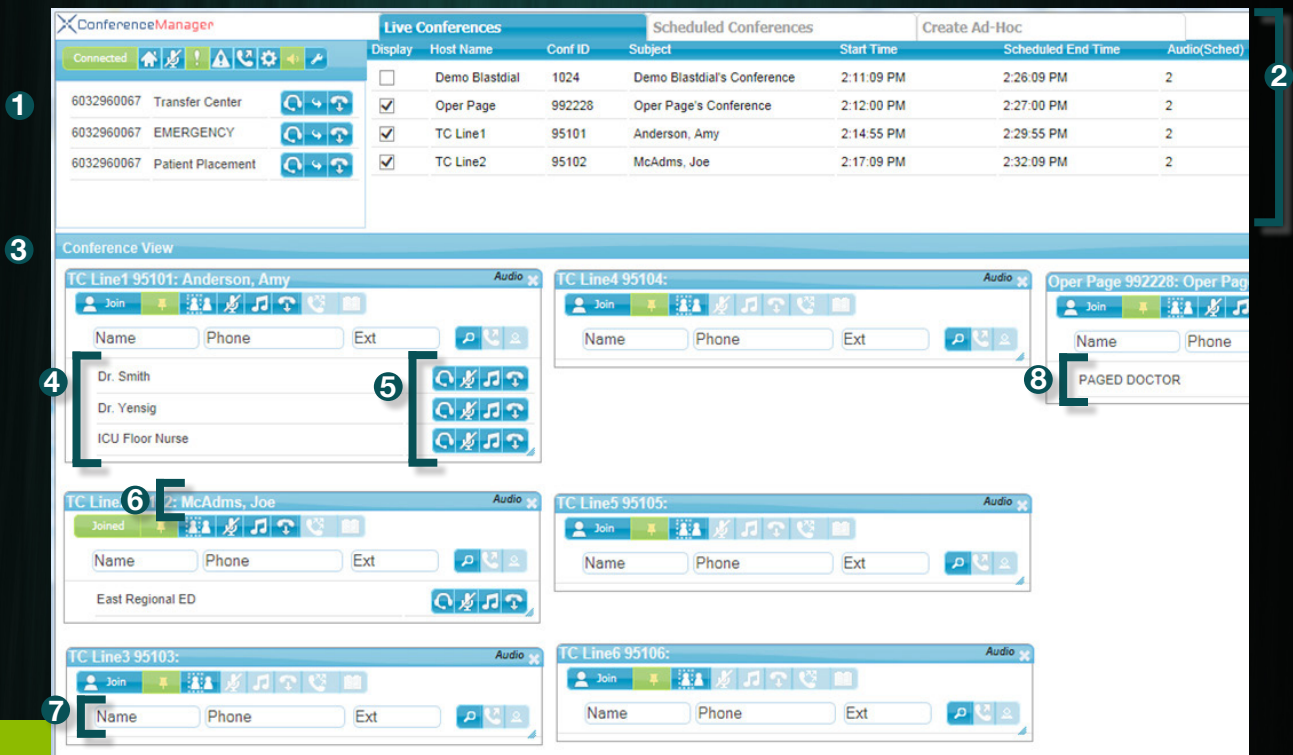 ConferenceManager
Live Conferences Scheduled Conferences Create Ad-Hoc
Connected
Display Host Name Conf ID Subject Start Time Scheduled End Time Audio(Sched)
Demo Blastdial 1024 Demo Blastdial's Conference 2:11:09 PM 2:26:09 PM 2
2
1
6032960067 Transfer Center
Oper Page 992228 Oper Page's Conference 2:12:00 PM 2:27:00 PM 2
6032960067 EMERGENCY
TC Line1 95101 Anderson, Amy 2:14:55 PM 2:29:55 PM 2
6032960067 Patient Placement
TC Line2 95102 McAdms, Joe 2:17:09 PM 2:32:09 PM 2
3
Conference View
TC Line1 95101: Anderson, Amy Audio
Join
Name Phone Ext
4
Dr. Smith
5
Dr. Yensig
ICU Floor Nurse
TC Line4 95104: Audio
Join
Name Phone Ext
Oper Page 992228: Oper Pag
Join
Name Phone
8
PAGED DOCTOR
6
TC Line 2: McAdms, Joe Audio
Joined
Name Phone Ext
East Regional ED
TC Line5 95105: Audio
Join
Name Phone Ext
TC Line3 95103: Audio
Join
7
Name Phone Ext
TC Line6 95106: Audio
Join
Name Phone Ext